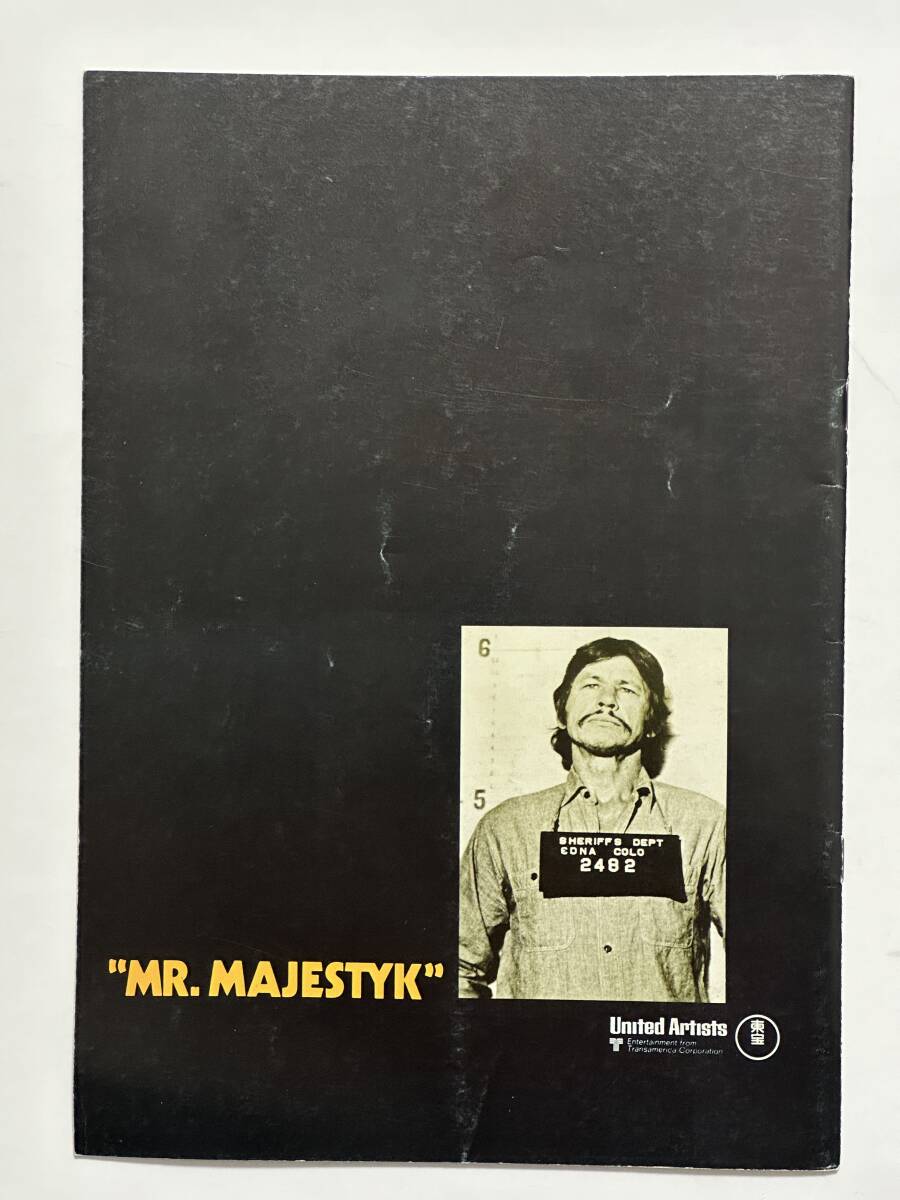 6
5
SHERIFFS DEPT
EDNA COLO
2482
"MR. MAJESTYK"
United Artists
Entertainment from
Transamerica Corporation
東宝